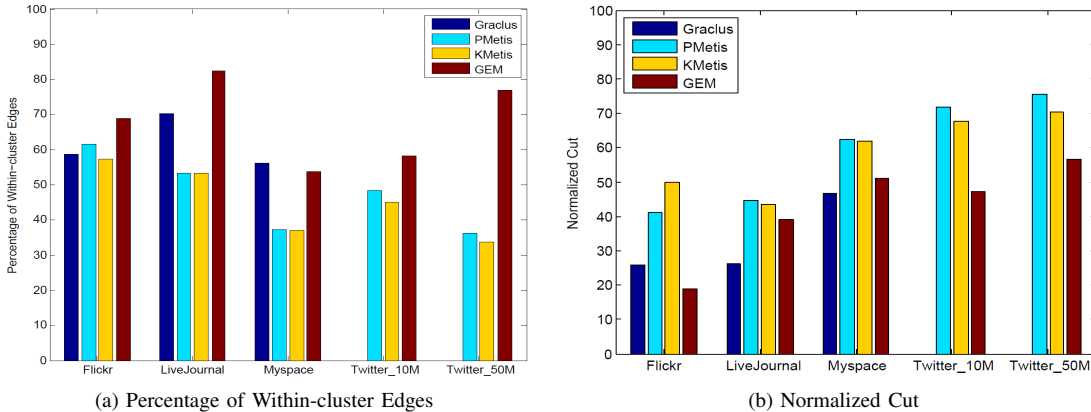 100
90
80
70
60
50
40
30
20
10
0
Percentage of Within-cluster Edges
Graclus
PMetis
KMetis
GEM
Flickr
LiveJournal
Myspace
Twitter_10M
Twitter_50M
(a) Percentage of Within-cluster Edges
100
90
80
70
60
50
40
30
20
10
0
Normalized Cut
Graclus
PMetis
KMetis
GEM
Flickr
LiveJournal
Myspace
Twitter_10M
Twitter_50M
(b) Normalized Cut